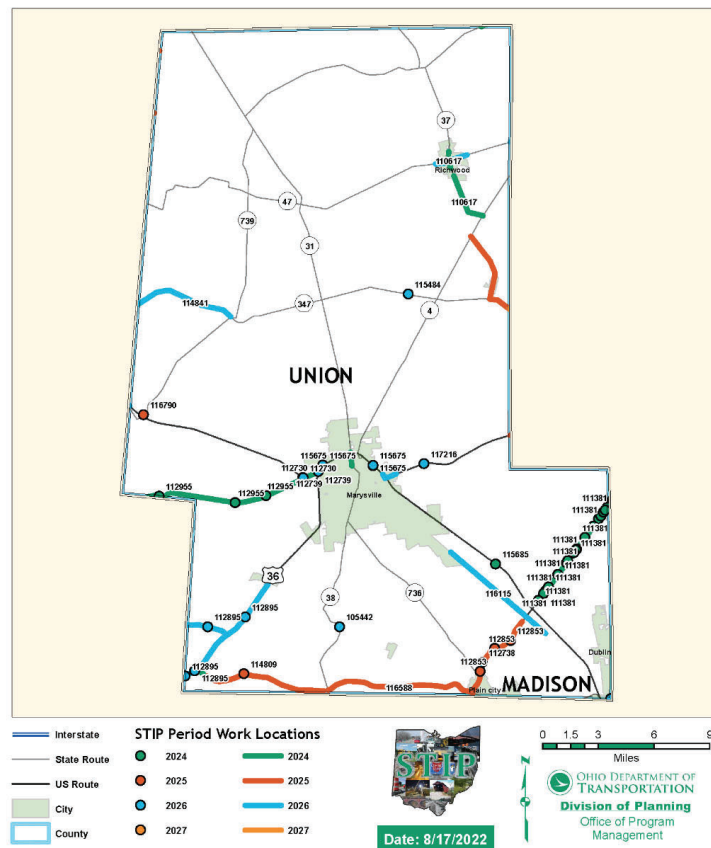 37
110617
Richwood
110617
47
739
31
115484
114841
347
4
UNION
116790
115675
115675
115675
117216
112730
112730
115675
112739
112739
112955
112955
112955
Marysville
111381
111381
111381
111381
111381
111381
111381
111381
111381
111381
111381
111381
115685
36
116115
38
736
112895
105442
112853
112853
112738
Dublin
112895
112895
114809
112853
116588
Plain city
MADISON
Interstate
State Route
US Route
City
County
STIP Period Work Locations
2024 2024
2025 2025
2026 2026
2027 2027
STIP
Date: 8/17/2022
N
0 1.5 3 6 9
Miles
OHIO DEPARTMENT OF
TRANSPORTATION
Division of Planning
Office of Program
Management